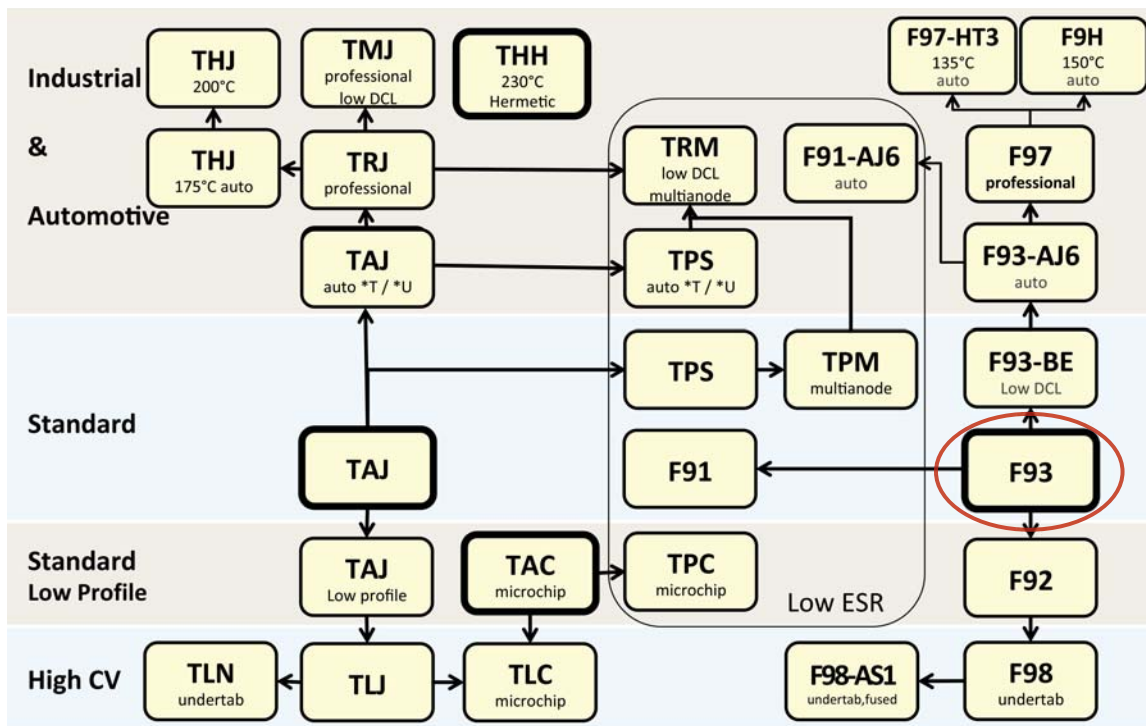 Industrial
&
Automotive
THJ
200°C
TMJ
professional
low DCL
THH
230°C
Hermetic
F97-HT3
135°C
auto
F9H
150°C
auto
THJ
175°C auto
TRJ
professional
TRM
low DCL
multianode
F91-AJ6
auto
F97
professional
TAJ
auto *T / *U
TPS
auto *T / *U
F93-AJ6
auto
Standard
TPS
TPM
multianode
F93-BE
Low DCL
TAJ
F91
F93
Standard
Low Profile
TAJ
Low profile
TAC
microchip
TPC
microchip
Low ESR
F92
High CV
TLN
undertab
TLJ
TLC
microchip
F98-AS1
undertab,fused
F98
undertab